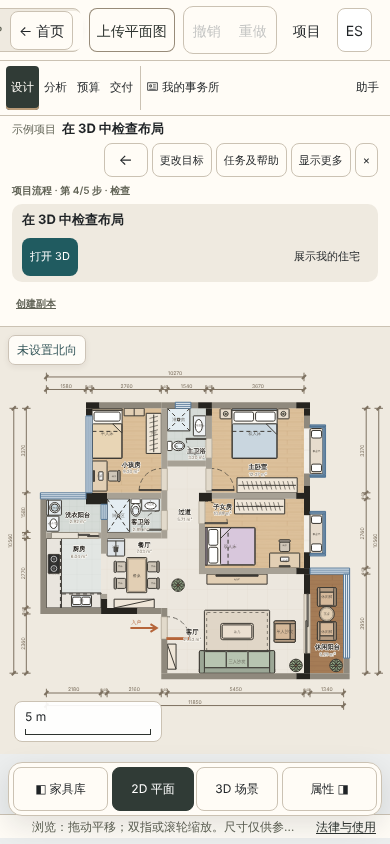 ← 首页
上传平面图
撤销
重做
项目
ES
设计
分析
预算
交付
我的事务所
助手
示例项目 在 3D 中检查布局
←
更改目标
任务及帮助
显示更多
×
项目流程 · 第 4/5 步 · 检查
在 3D 中检查布局
打开 3D
展示我的住宅
创建副本
未设置北向
10270
1580
2760
1540
3670
小孩房
主卫浴
主卧室
洗衣阳台
客卫浴
过道
子女房
厨房
餐厅
入户
客厅
三人沙发
休闲阳台
2180
2160
5450
1340
11850
5 m
家具库
2D 平面
3D 场景
属性
浏览：拖动平移；双指或滚轮缩放。尺寸仅供参…
法律与使用